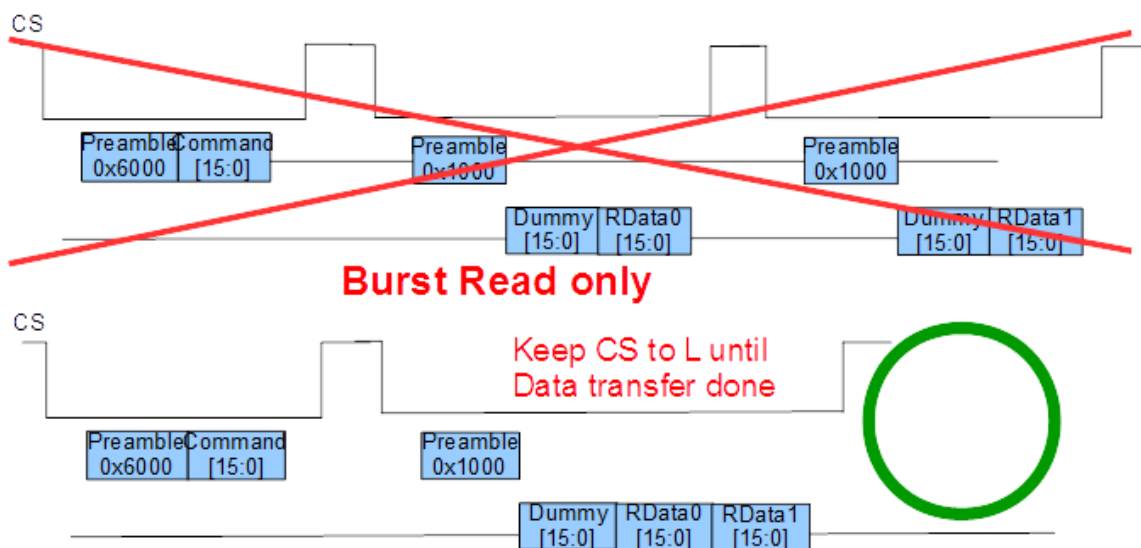 CS
Preamble Command Preamble Preamble
0x6000 [15:0] 0x1000 0x1000
Dummy RData0 Dummy RData1
[15:0] [15:0] [15:0] [15:0]
Burst Read only
CS
Keep CS to L until
Data transfer done
Preamble Command Preamble
0x6000 [15:0] 0x1000
Dummy RData0 RData1
[15:0] [15:0] [15:0]